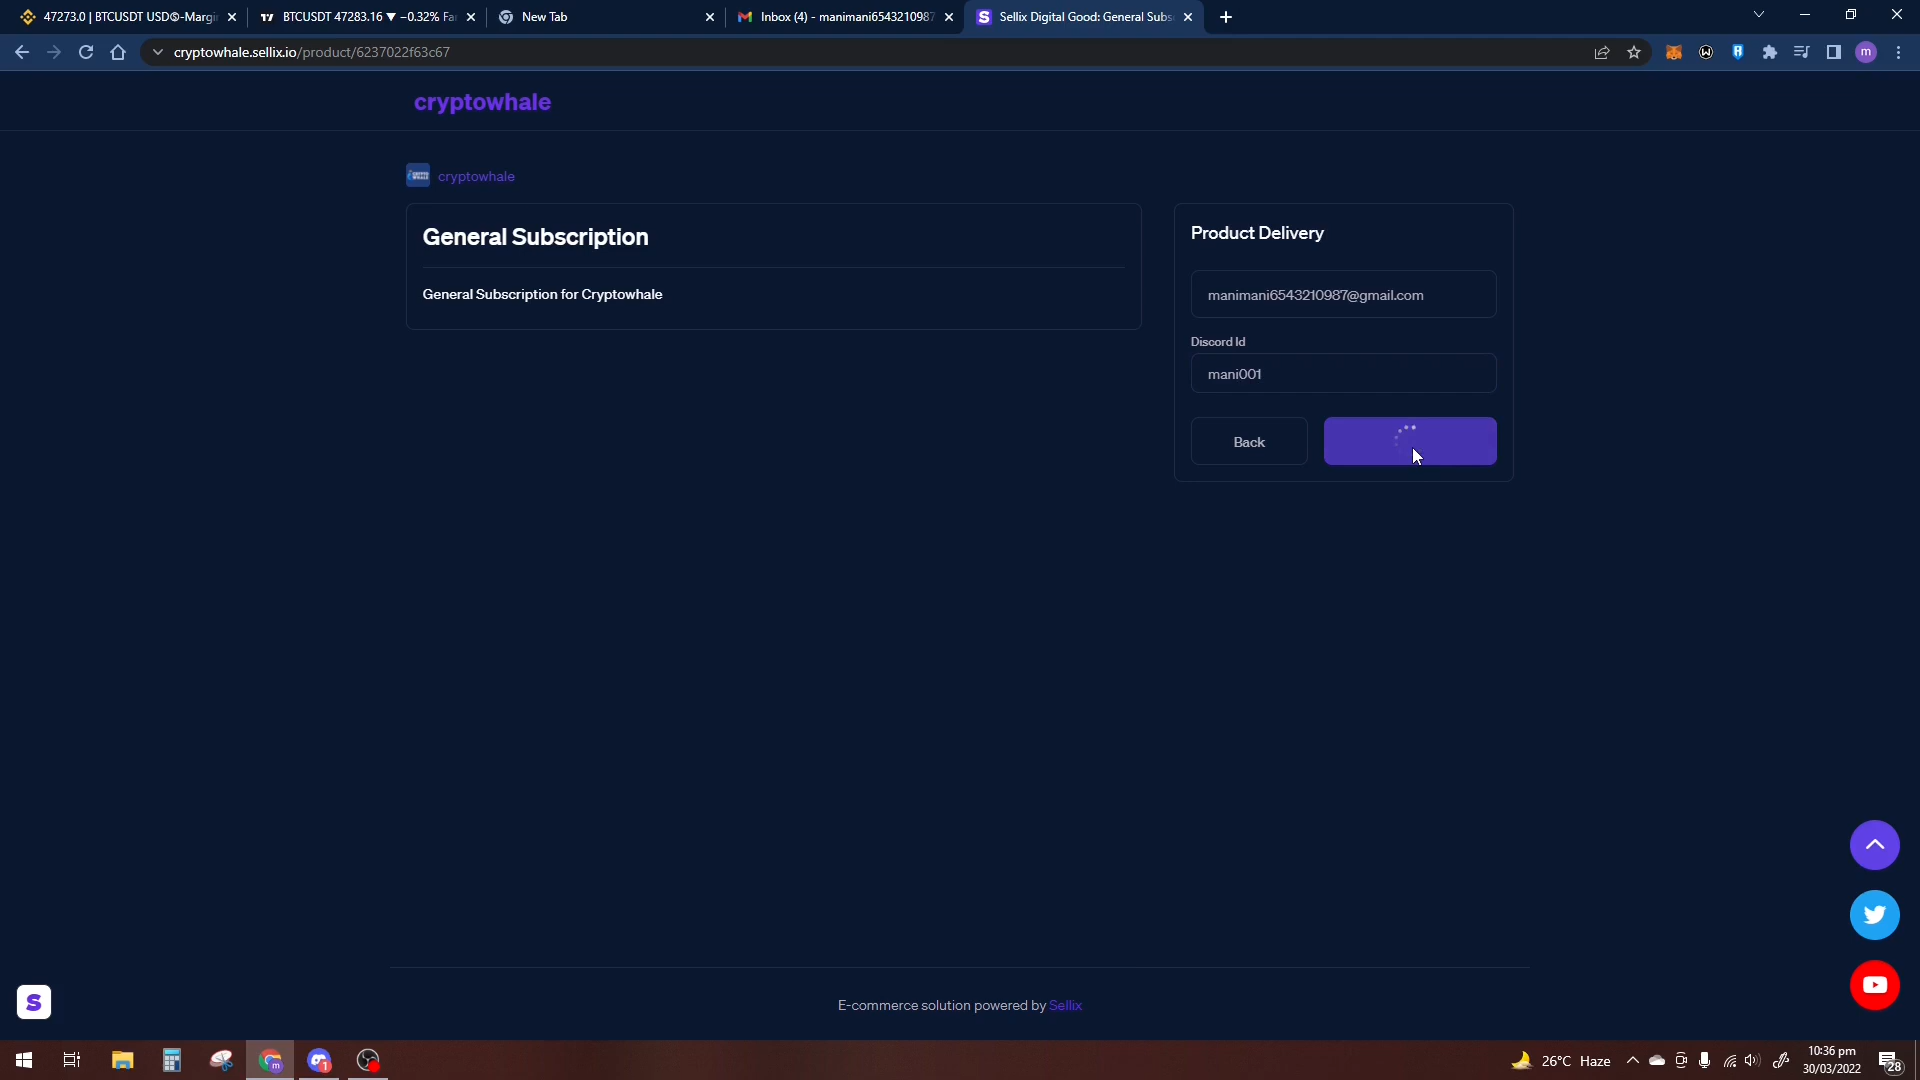 47273.0 | BTCUSDT USDⓈ-Margi
BTCUSDT 47283.16 ▼ −0.32% Fa
New Tab
Inbox (4) - manimani6543210987
Sellix Digital Good: General Subs
cryptowhale.sellix.io/product/6237022f63c67
m
cryptowhale
cryptowhale
General Subscription
General Subscription for Cryptowhale
Product Delivery
manimani6543210987@gmail.com
Discord Id
mani001
Back
S
E-commerce solution powered by Sellix
26°C Haze
10:36 pm
30/03/2022
28